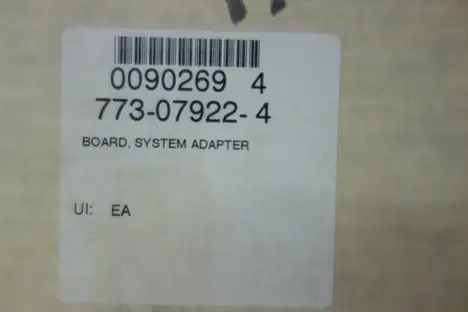 0090269 4
773-07922-4
BOARD, SYSTEM ADAPTER
UI: EA